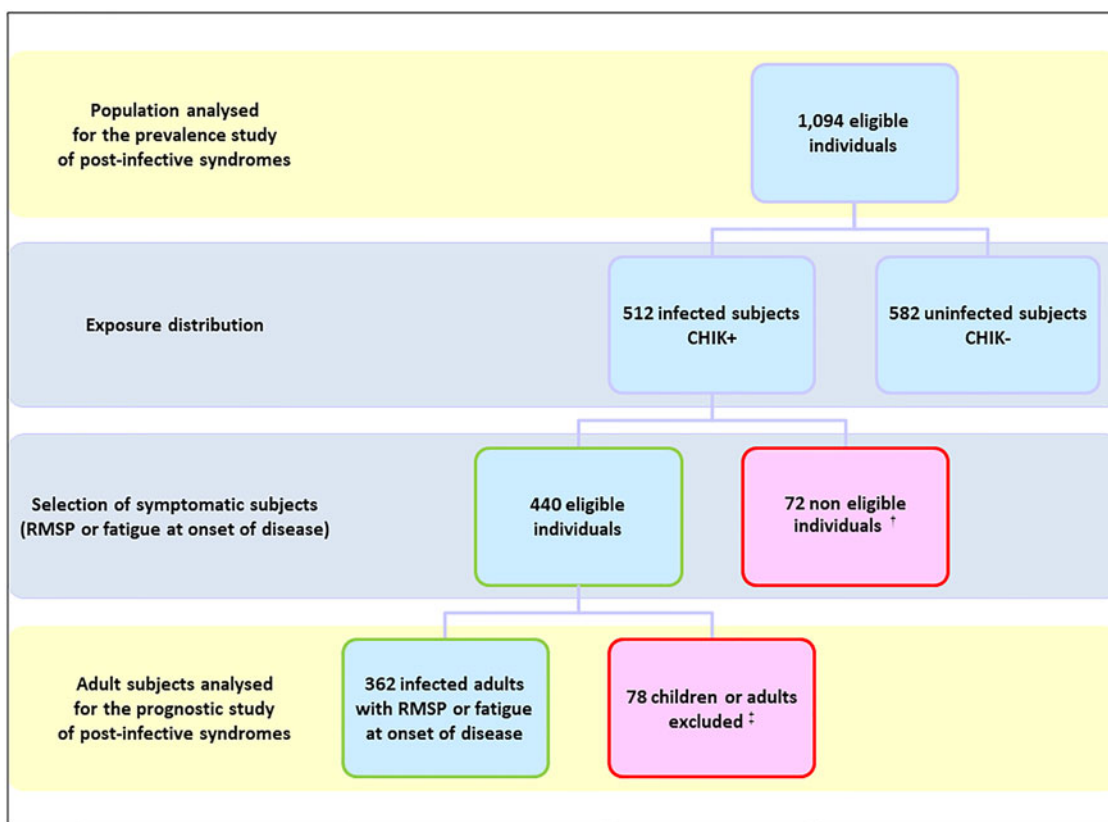 Population analysed
for the prevalence study
of post-infective syndromes
1,094 eligible
individuals
Exposure distribution
512 infected subjects
CHIK+
582 uninfected subjects
CHIK-
Selection of symptomatic subjects
(RMSP or fatigue at onset of disease)
440 eligible
individuals
72 non eligible
individuals †
Adult subjects analysed
for the prognostic study
of post-infective syndromes
362 infected adults
with RMSP or fatigue
at onset of disease
78 children or adults
excluded ‡